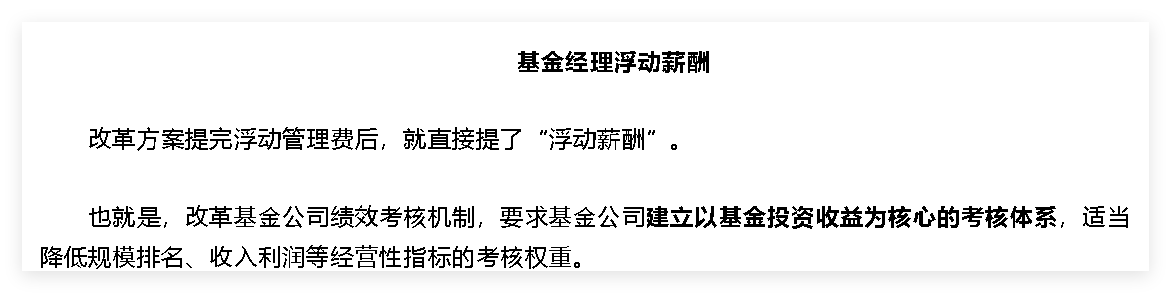 基金经理浮动薪酬
改革方案提完浮动管理费后，就直接提了“浮动薪酬”。
也就是，改革基金公司绩效考核机制，要求基金公司建立以基金投资收益为核心的考核体系，适当
降低规模排名、收入利润等经营性指标的考核权重。